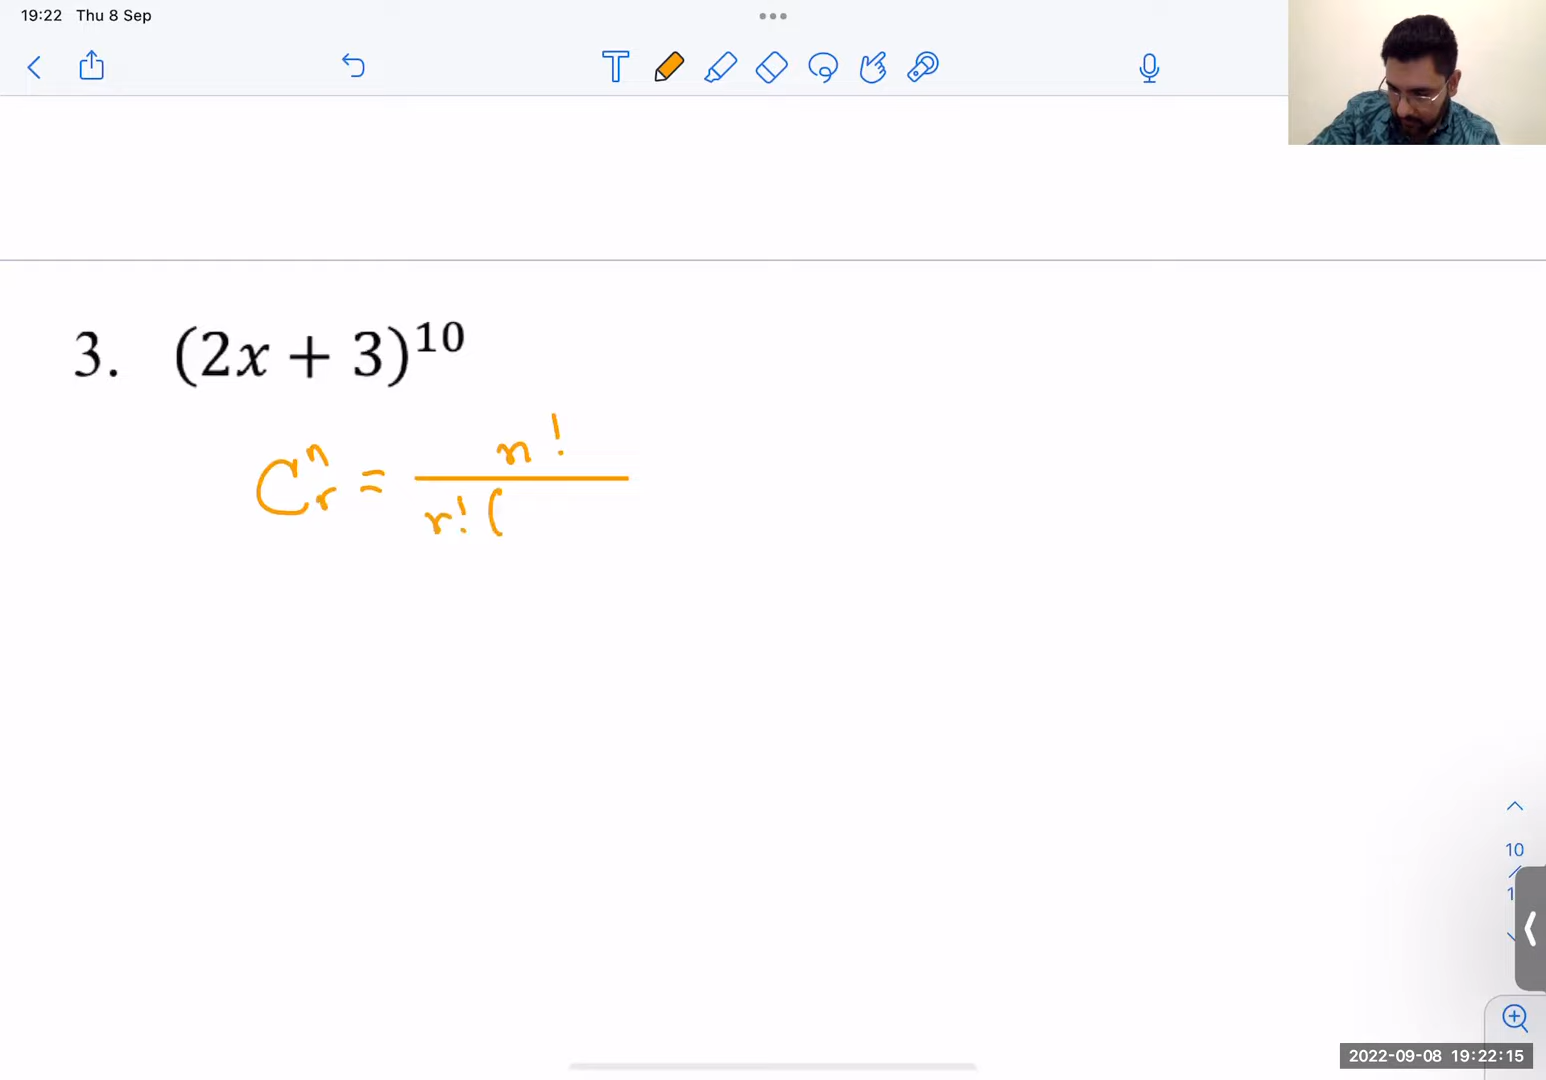 19:22 Thu 8 Sep
3. (2x + 3)^10
C^n_r = n! / r! (
10
/
1
2022-09-08 19:22:15